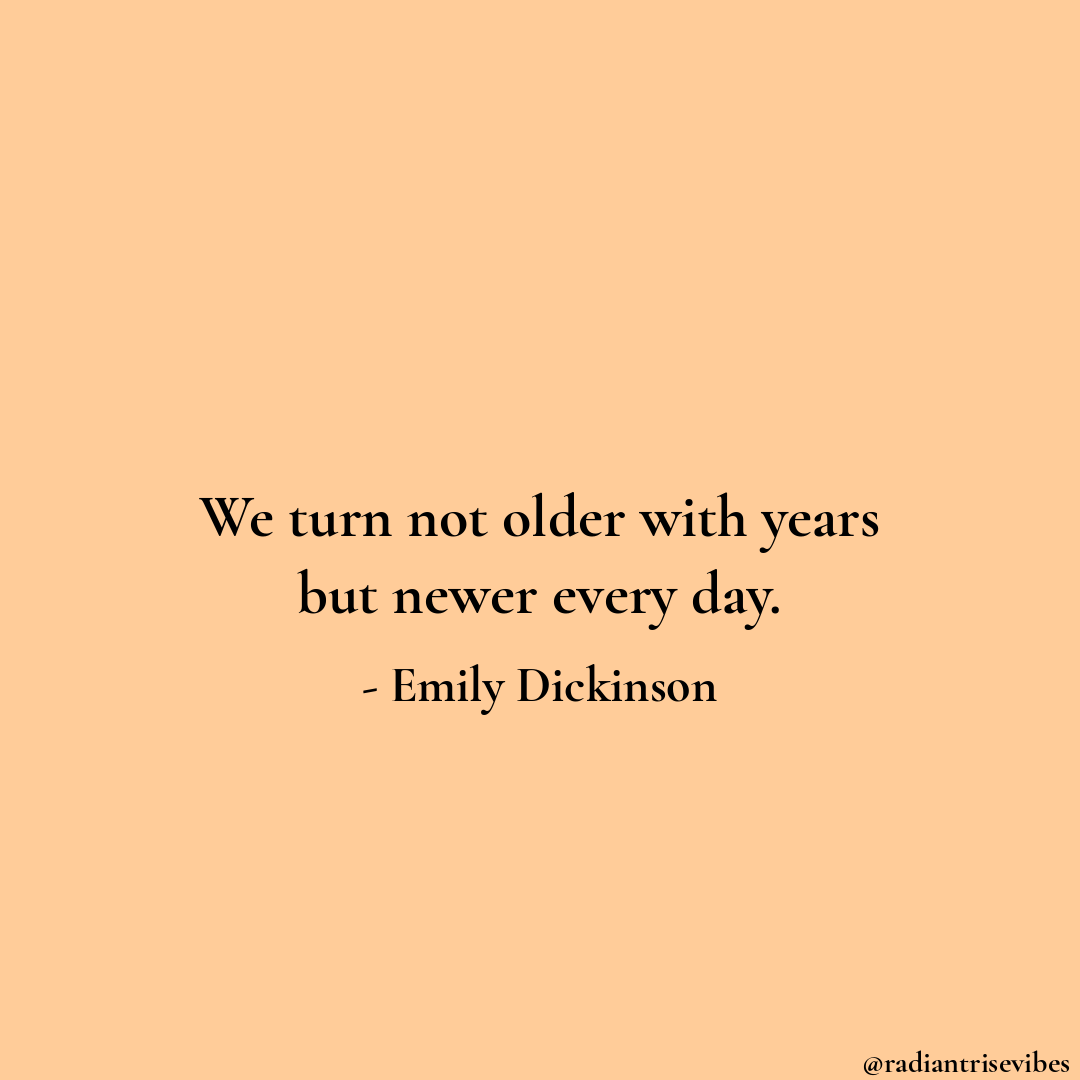 We turn not older with years
but newer every day.
- Emily Dickinson
@radiantrisevibes